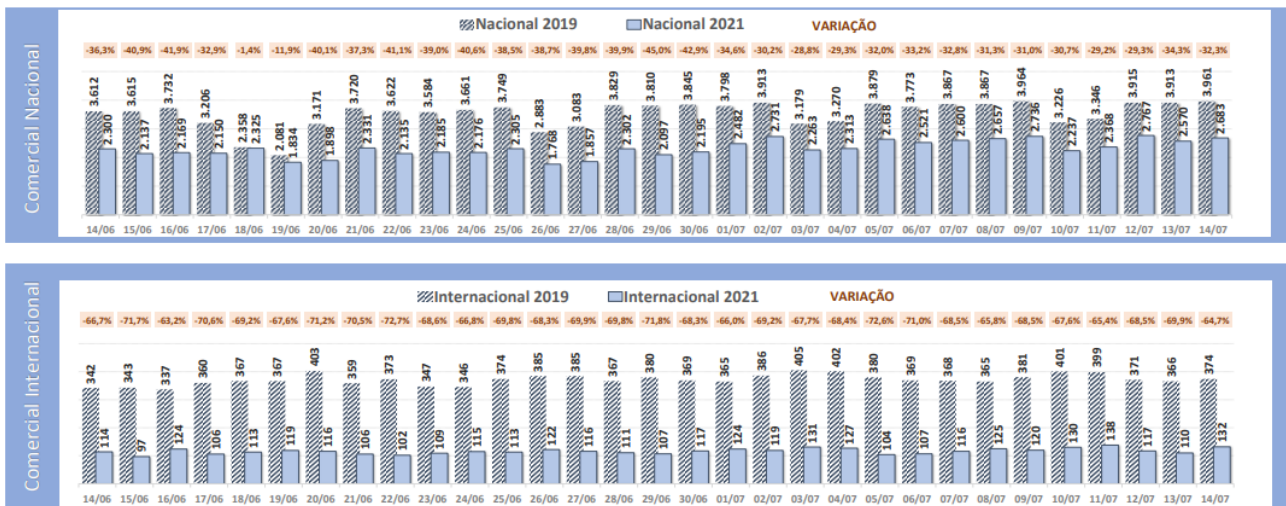 Comercial Nacional
Nacional 2019 Nacional 2021 VARIAÇÃO
-36,3% -40,9% -41,9% -32,9% -1,4% -11,9% -40,1% -37,3% -41,1% -39,0% -40,6% -38,5% -38,7% -39,8% -39,9% -45,0% -42,9% -34,6% -30,2% -28,8% -29,3% -32,0% -33,2% -32,8% -31,3% -31,0% -30,7% -29,2% -29,3% -34,3% -32,3%
3.612 3.615 3.732 3.206 2.358 2.081 3.171 3.720 3.622 3.584 3.661 3.749 2.883 3.083 3.829 3.810 3.845 3.798 3.913 3.179 3.270 3.879 3.773 3.867 3.867 3.964 3.226 3.346 3.915 3.913 3.961
2.300 2.137 2.169 2.150 2.325 1.834 1.898 2.331 2.135 2.185 2.176 2.305 1.768 1.857 2.302 2.097 2.195 2.482 2.731 2.263 2.313 2.638 2.521 2.600 2.657 2.736 2.237 2.368 2.767 2.570 2.683
14/06 15/06 16/06 17/06 18/06 19/06 20/06 21/06 22/06 23/06 24/06 25/06 26/06 27/06 28/06 29/06 30/06 01/07 02/07 03/07 04/07 05/07 06/07 07/07 08/07 09/07 10/07 11/07 12/07 13/07 14/07
Comercial Internacional
Internacional 2019 Internacional 2021 VARIAÇÃO
-66,7% -71,7% -63,2% -70,6% -69,2% -67,6% -71,2% -70,5% -72,7% -68,6% -66,8% -69,8% -68,3% -69,9% -69,8% -71,8% -68,3% -66,0% -69,2% -67,7% -68,4% -72,6% -71,0% -68,5% -65,8% -68,5% -67,6% -65,4% -68,5% -69,9% -64,7%
342 343 337 360 367 367 403 359 373 347 346 374 385 385 367 380 369 365 386 405 402 380 369 368 365 381 401 399 371 366 374
114 97 124 106 113 119 116 106 102 109 115 113 122 116 111 107 117 124 119 131 127 104 107 116 125 120 130 138 117 110 132
14/06 15/06 16/06 17/06 18/06 19/06 20/06 21/06 22/06 23/06 24/06 25/06 26/06 27/06 28/06 29/06 30/06 01/07 02/07 03/07 04/07 05/07 06/07 07/07 08/07 09/07 10/07 11/07 12/07 13/07 14/07